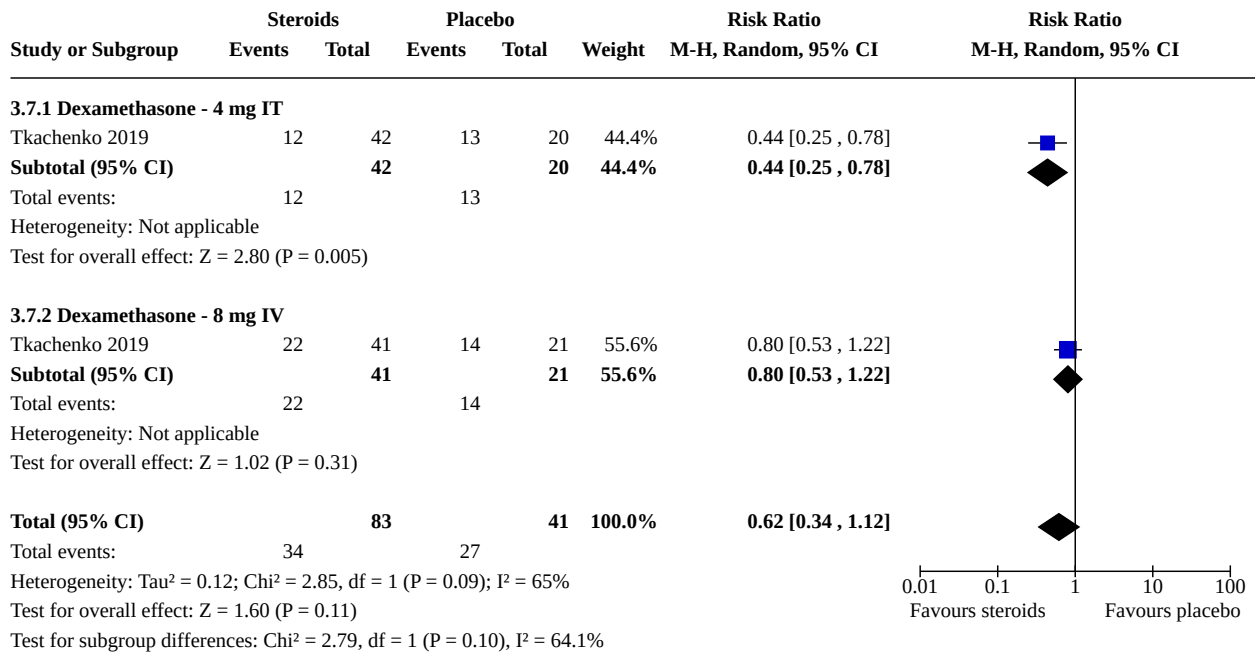 Steroids Placebo Risk Ratio Risk Ratio
Study or Subgroup Events Total Events Total Weight M-H, Random, 95% CI M-H, Random, 95% CI
3.7.1 Dexamethasone - 4 mg IT
Tkachenko 2019 12 42 13 20 44.4% 0.44 [0.25 , 0.78]
Subtotal (95% CI) 42 20 44.4% 0.44 [0.25 , 0.78]
Total events: 12 13
Heterogeneity: Not applicable
Test for overall effect: Z = 2.80 (P = 0.005)
3.7.2 Dexamethasone - 8 mg IV
Tkachenko 2019 22 41 14 21 55.6% 0.80 [0.53 , 1.22]
Subtotal (95% CI) 41 21 55.6% 0.80 [0.53 , 1.22]
Total events: 22 14
Heterogeneity: Not applicable
Test for overall effect: Z = 1.02 (P = 0.31)
Total (95% CI) 83 41 100.0% 0.62 [0.34 , 1.12]
Total events: 34 27
Heterogeneity: Tau² = 0.12; Chi² = 2.85, df = 1 (P = 0.09); I² = 65%
Test for overall effect: Z = 1.60 (P = 0.11)
Test for subgroup differences: Chi² = 2.79, df = 1 (P = 0.10), I² = 64.1%
0.01 0.1 1 10 100
Favours steroids Favours placebo